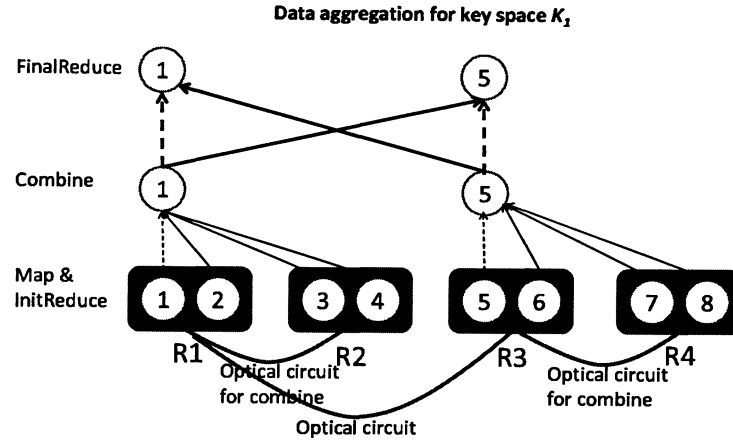 Data aggregation for key space K₁
FinalReduce 1 5
Combine 1 5
Map &
InitReduce 1 2 3 4 5 6 7 8
R1 R2 R3 R4
Optical circuit
for combine
Optical circuit
for combine
Optical circuit